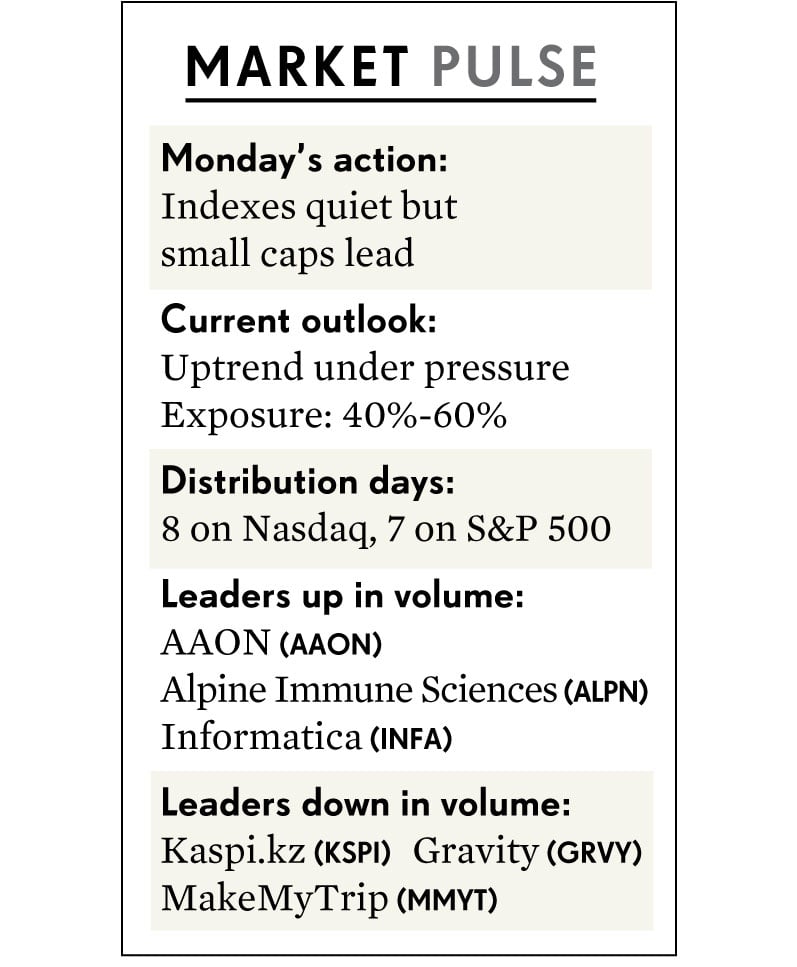 MARKET PULSE
Monday's action:
Indexes quiet but
small caps lead
Current outlook:
Uptrend under pressure
Exposure: 40%-60%
Distribution days:
8 on Nasdaq, 7 on S&P 500
Leaders up in volume:
AAON (AAON)
Alpine Immune Sciences (ALPN)
Informatica (INFA)
Leaders down in volume:
Kaspi.kz (KSPI) Gravity (GRVY)
MakeMyTrip (MMYT)